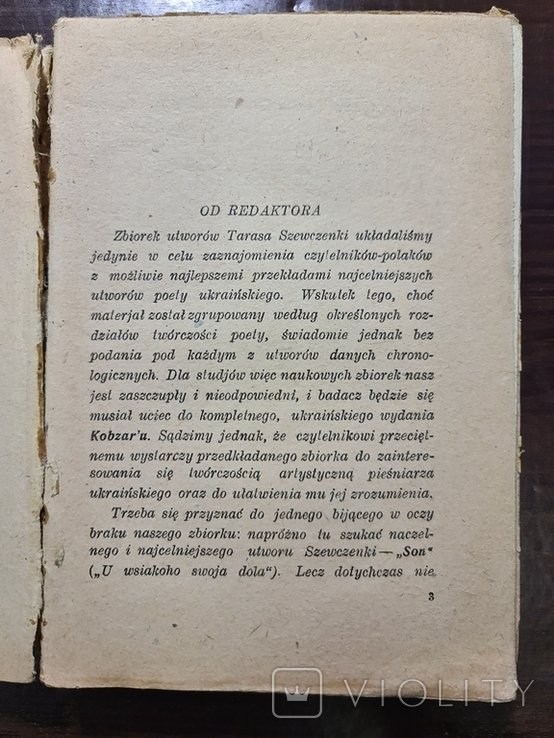 OD REDAKTORA
Zbiorek utworów Tarasa Szewczenki układaliśmy
jedynie w celu zaznajomienia czytelników-polaków
z możliwie najlepszemi przekładami najcelniejszych
utworów poety ukraińskiego. Wskutek tego, choć
materjał został zgrupowany według określonych roz-
działów twórczości poety, świadomie jednak bez
podania pod każdym z utworów danych chrono-
logicznych. Dla studjów więc naukowych zbiorek nasz
jest zaszczupły i nieodpowiedni, i badacz będzie się
musiał uciec do kompletnego, ukraińskiego wydania
Kobzar'u. Sądzimy jednak, że czytelnikowi przecięt-
nemu wystarczy przedkładanego zbiorka do zaintere-
sowania się twórczością artystyczną pieśniarza
ukraińskiego oraz do ułatwienia mu jej zrozumienia.
Trzeba się przyznać do jednego bijącego w oczy
braku naszego zbiorku: napróżno tu szukać naczel-
nego i najcelniejszego utworu Szewczenki — „Son"
(„U wsiakoho swoja dola"). Lecz dotychczas nie
3
VIOLITY